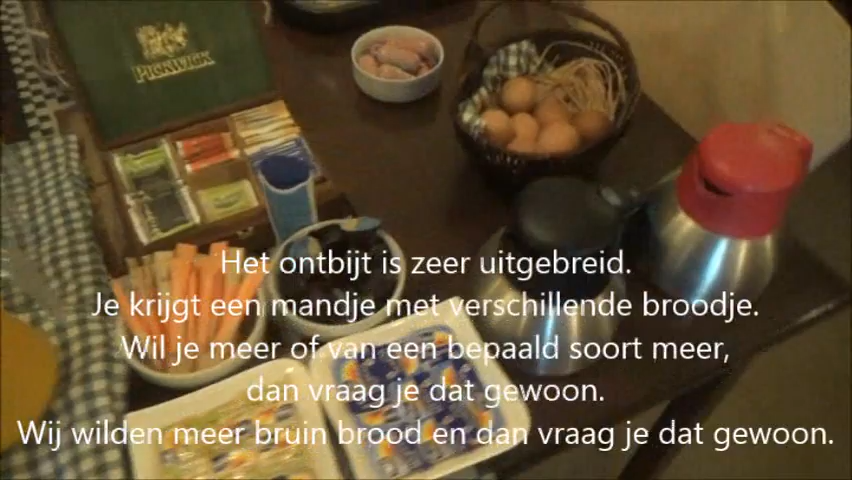 PICKWICK
Het ontbijt is zeer uitgebreid.
Je krijgt een mandje met verschillende broodje.
Wil je meer of van een bepaald soort meer,
dan vraag je dat gewoon.
Wij wilden meer bruin brood en dan vraag je dat gewoon.